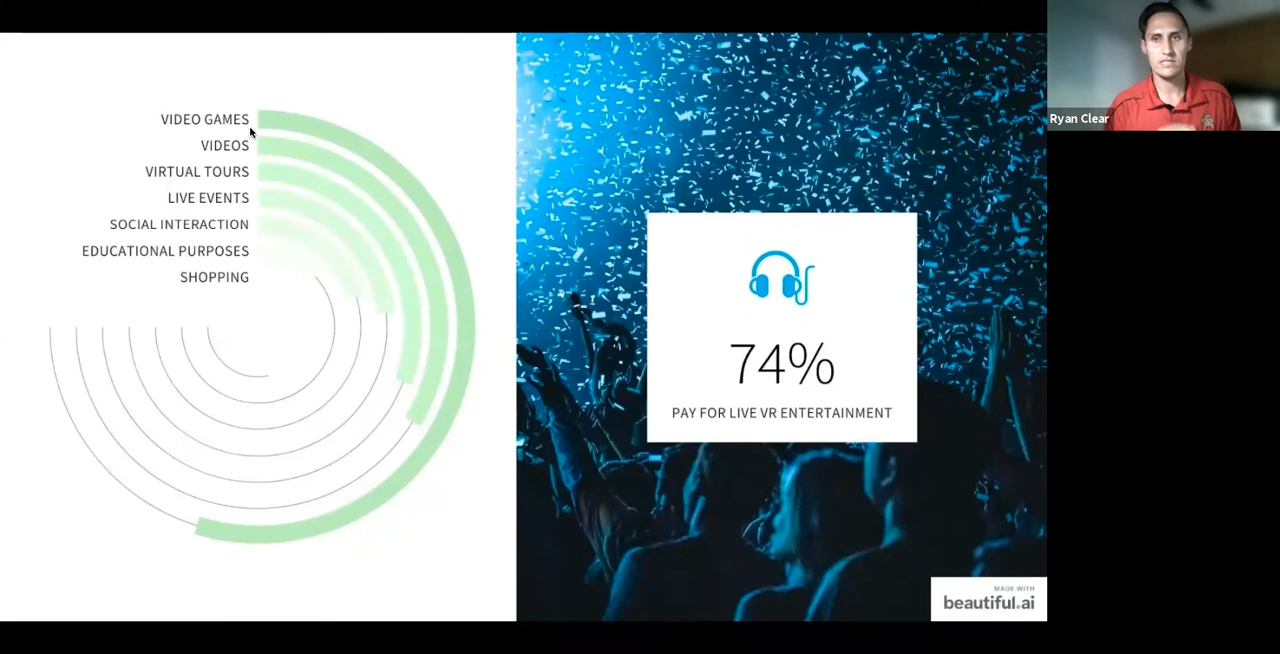 VIDEO GAMES
VIDEOS
VIRTUAL TOURS
LIVE EVENTS
SOCIAL INTERACTION
EDUCATIONAL PURPOSES
SHOPPING
74%
PAY FOR LIVE VR ENTERTAINMENT
MADE WITH
beautiful.ai
Ryan Clear